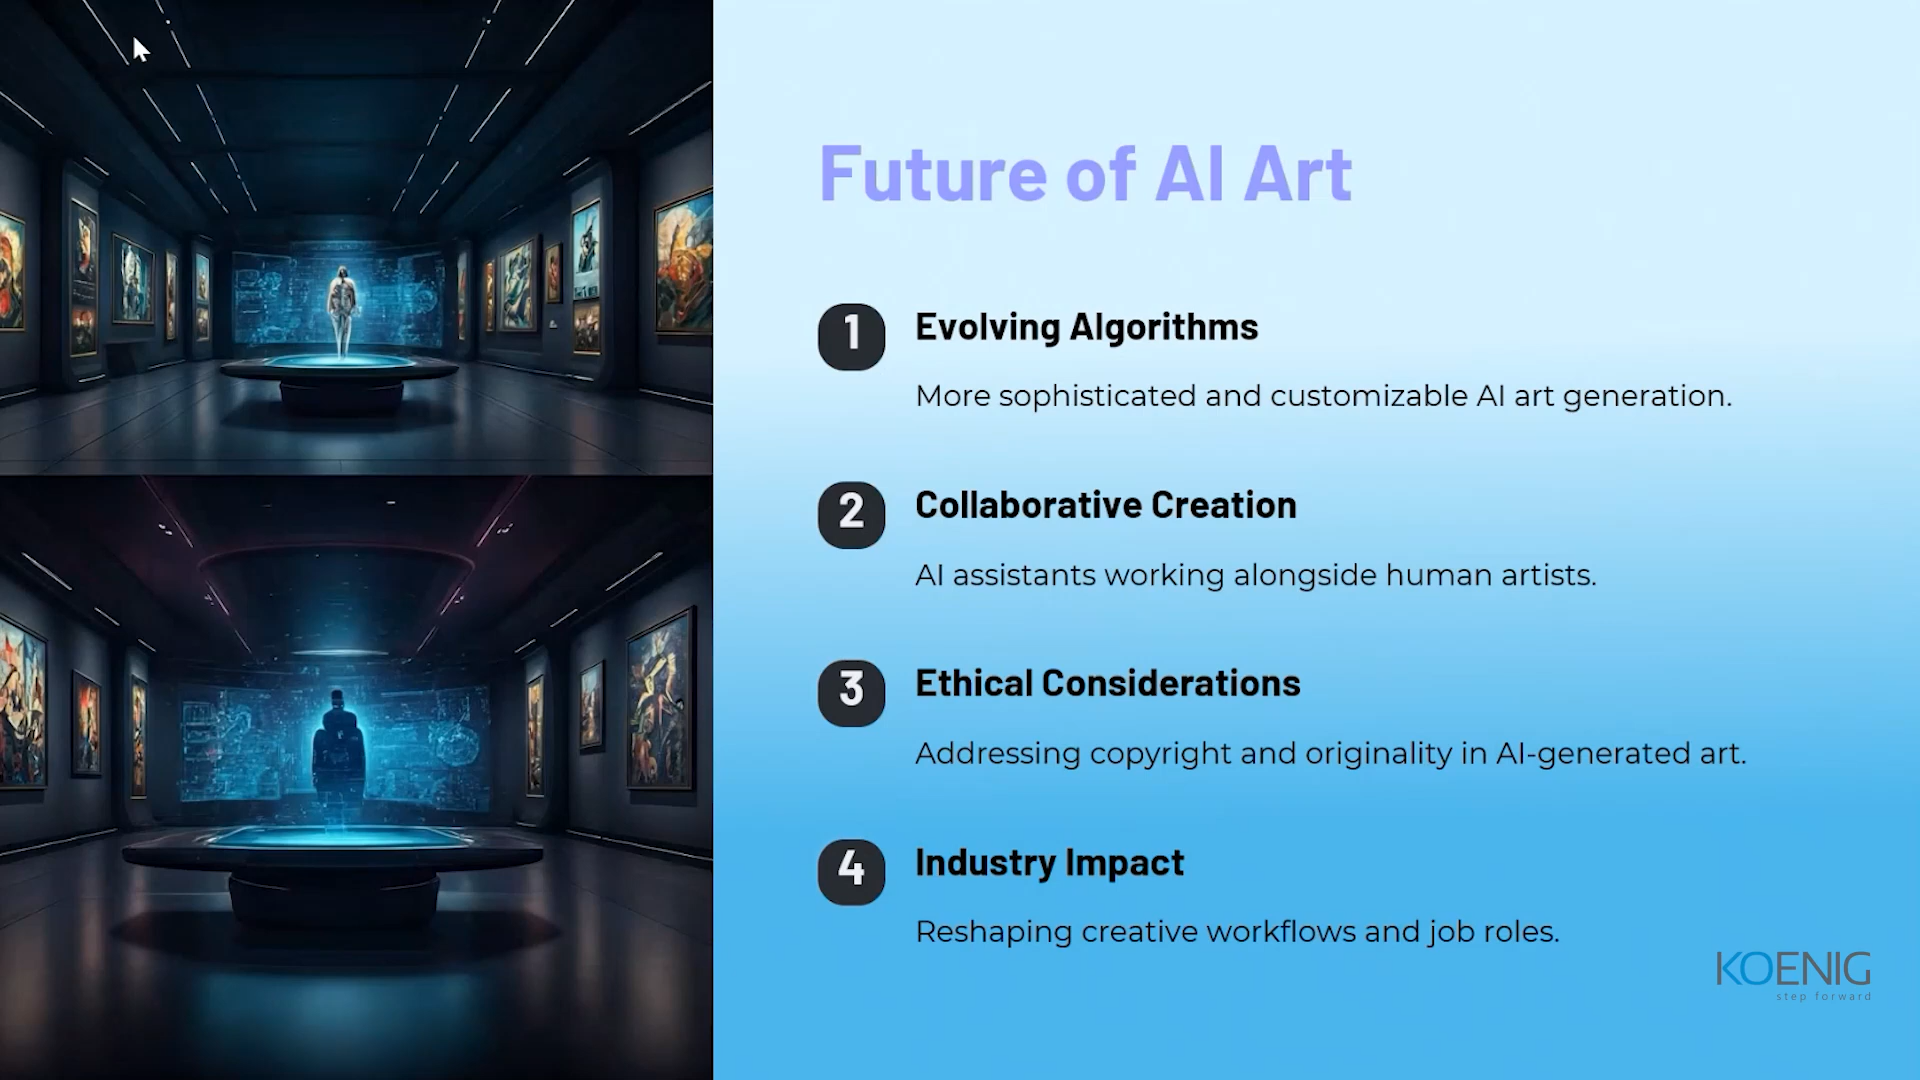 Future of AI Art
1
Evolving Algorithms
More sophisticated and customizable AI art generation.
2
Collaborative Creation
AI assistants working alongside human artists.
3
Ethical Considerations
Addressing copyright and originality in AI-generated art.
4
Industry Impact
Reshaping creative workflows and job roles.
KOENIG
step forward